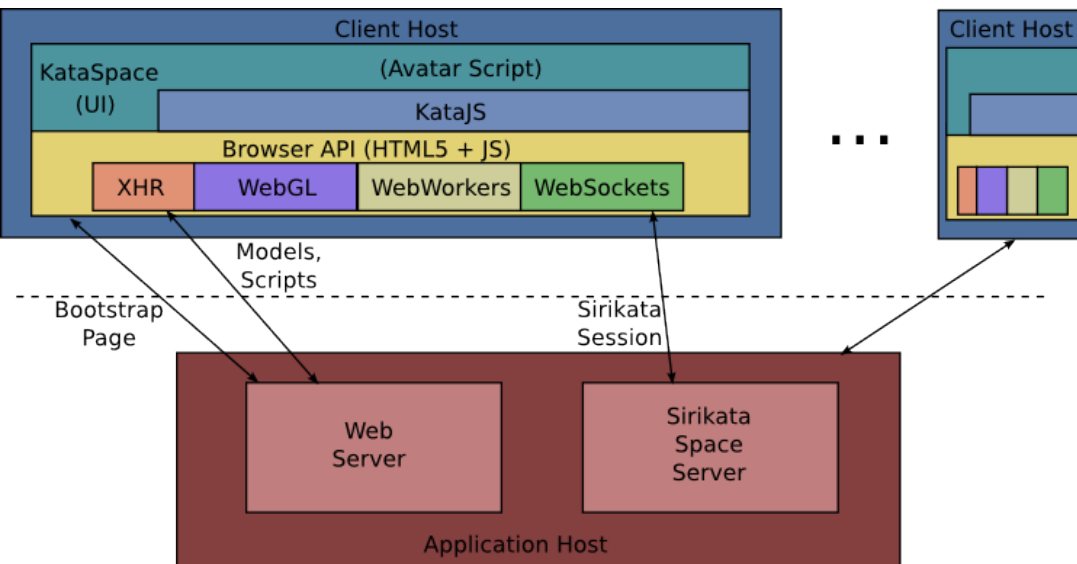 Client Host
KataSpace
(UI)
(Avatar Script)
KataJS
Browser API (HTML5 + JS)
XHR
WebGL
WebWorkers
WebSockets
...
Client Host
Models,
Scripts
Bootstrap
Page
Sirikata
Session
Web
Server
Sirikata
Space
Server
Application Host